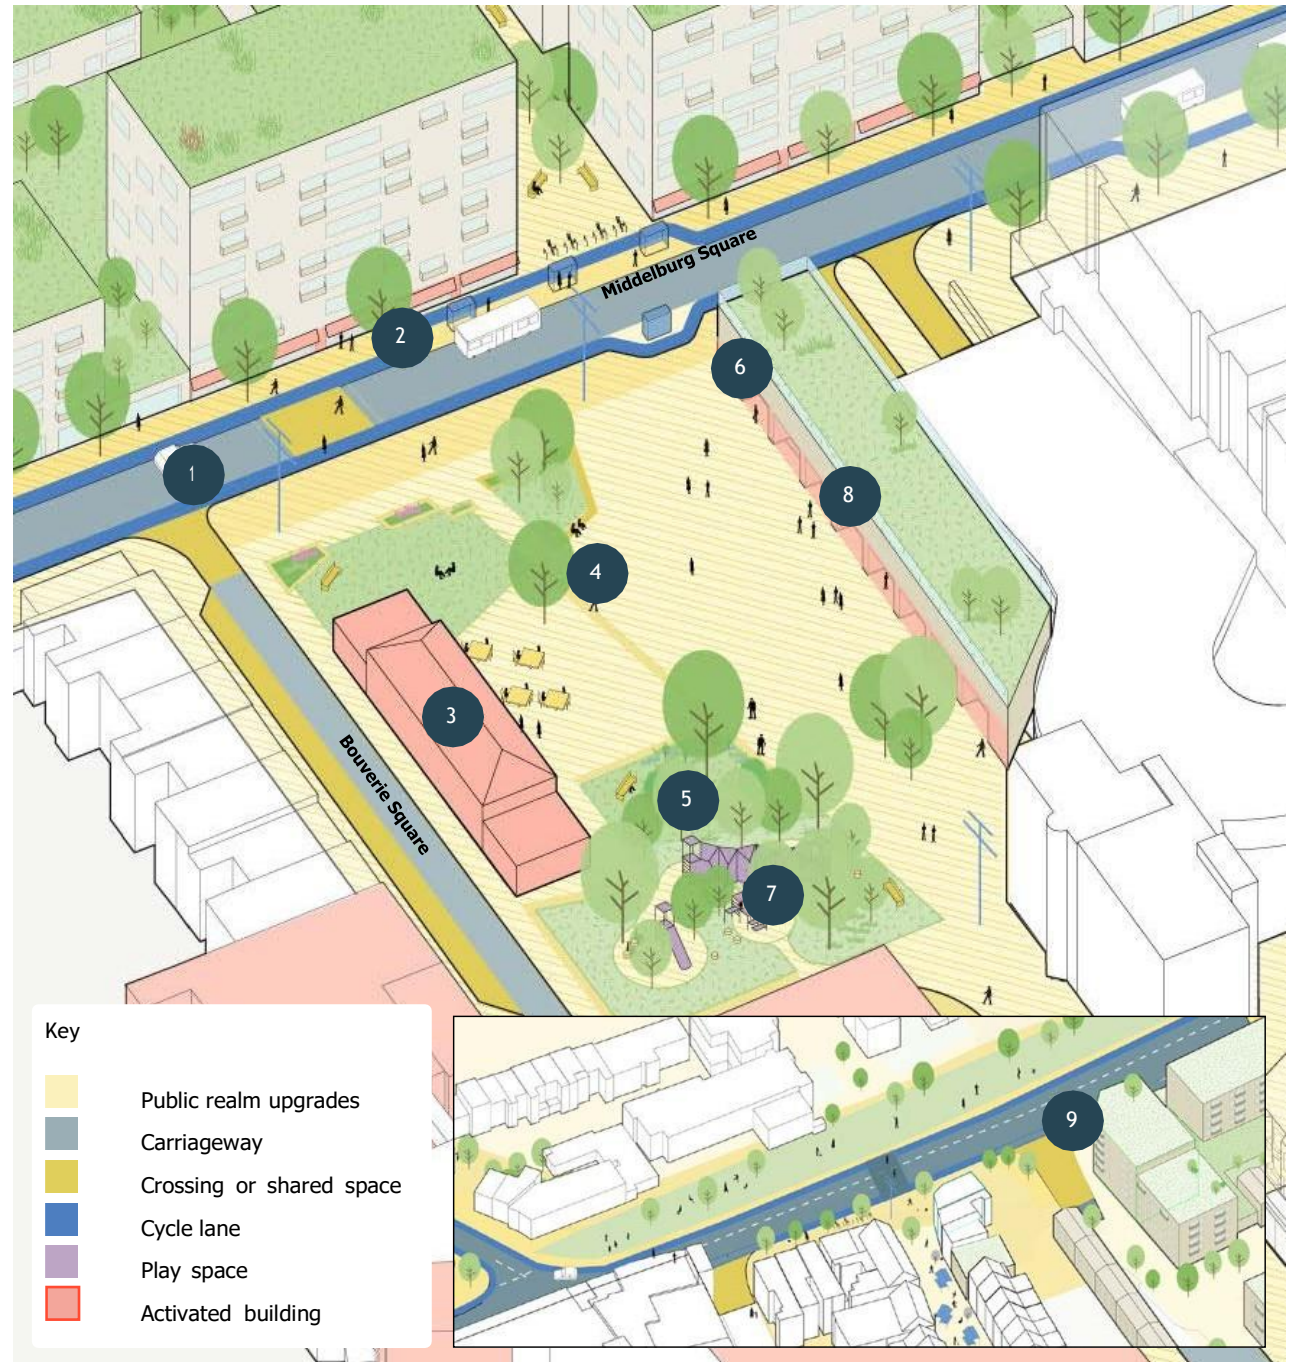 Middelburg Square
2
6
1
8
4
3
Bouverie Square
5
7
9
Key
Public realm upgrades
Carriageway
Crossing or shared space
Cycle lane
Play space
Activated building